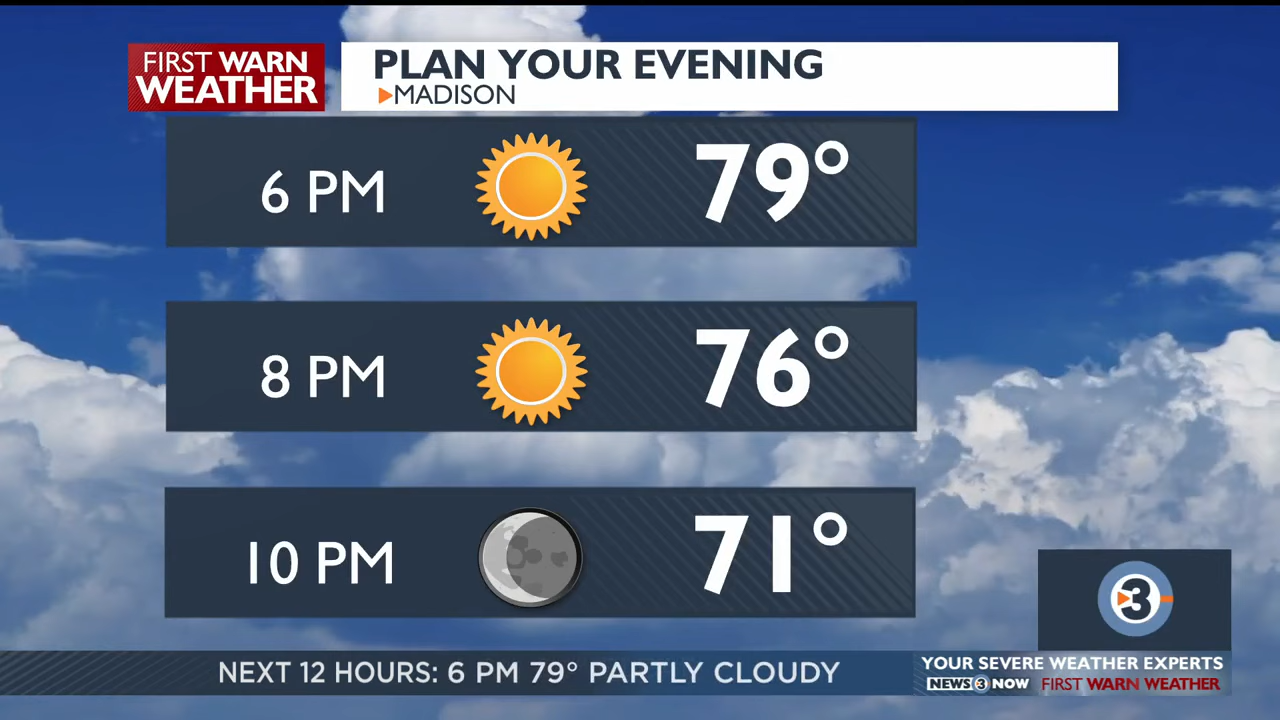 FIRST WARN
WEATHER
PLAN YOUR EVENING
MADISON
6 PM 79°
8 PM 76°
10 PM 71°
3
NEXT 12 HOURS: 6 PM 79° PARTLY CLOUDY
YOUR SEVERE WEATHER EXPERTS
NEWS 3 NOW FIRST WARN WEATHER